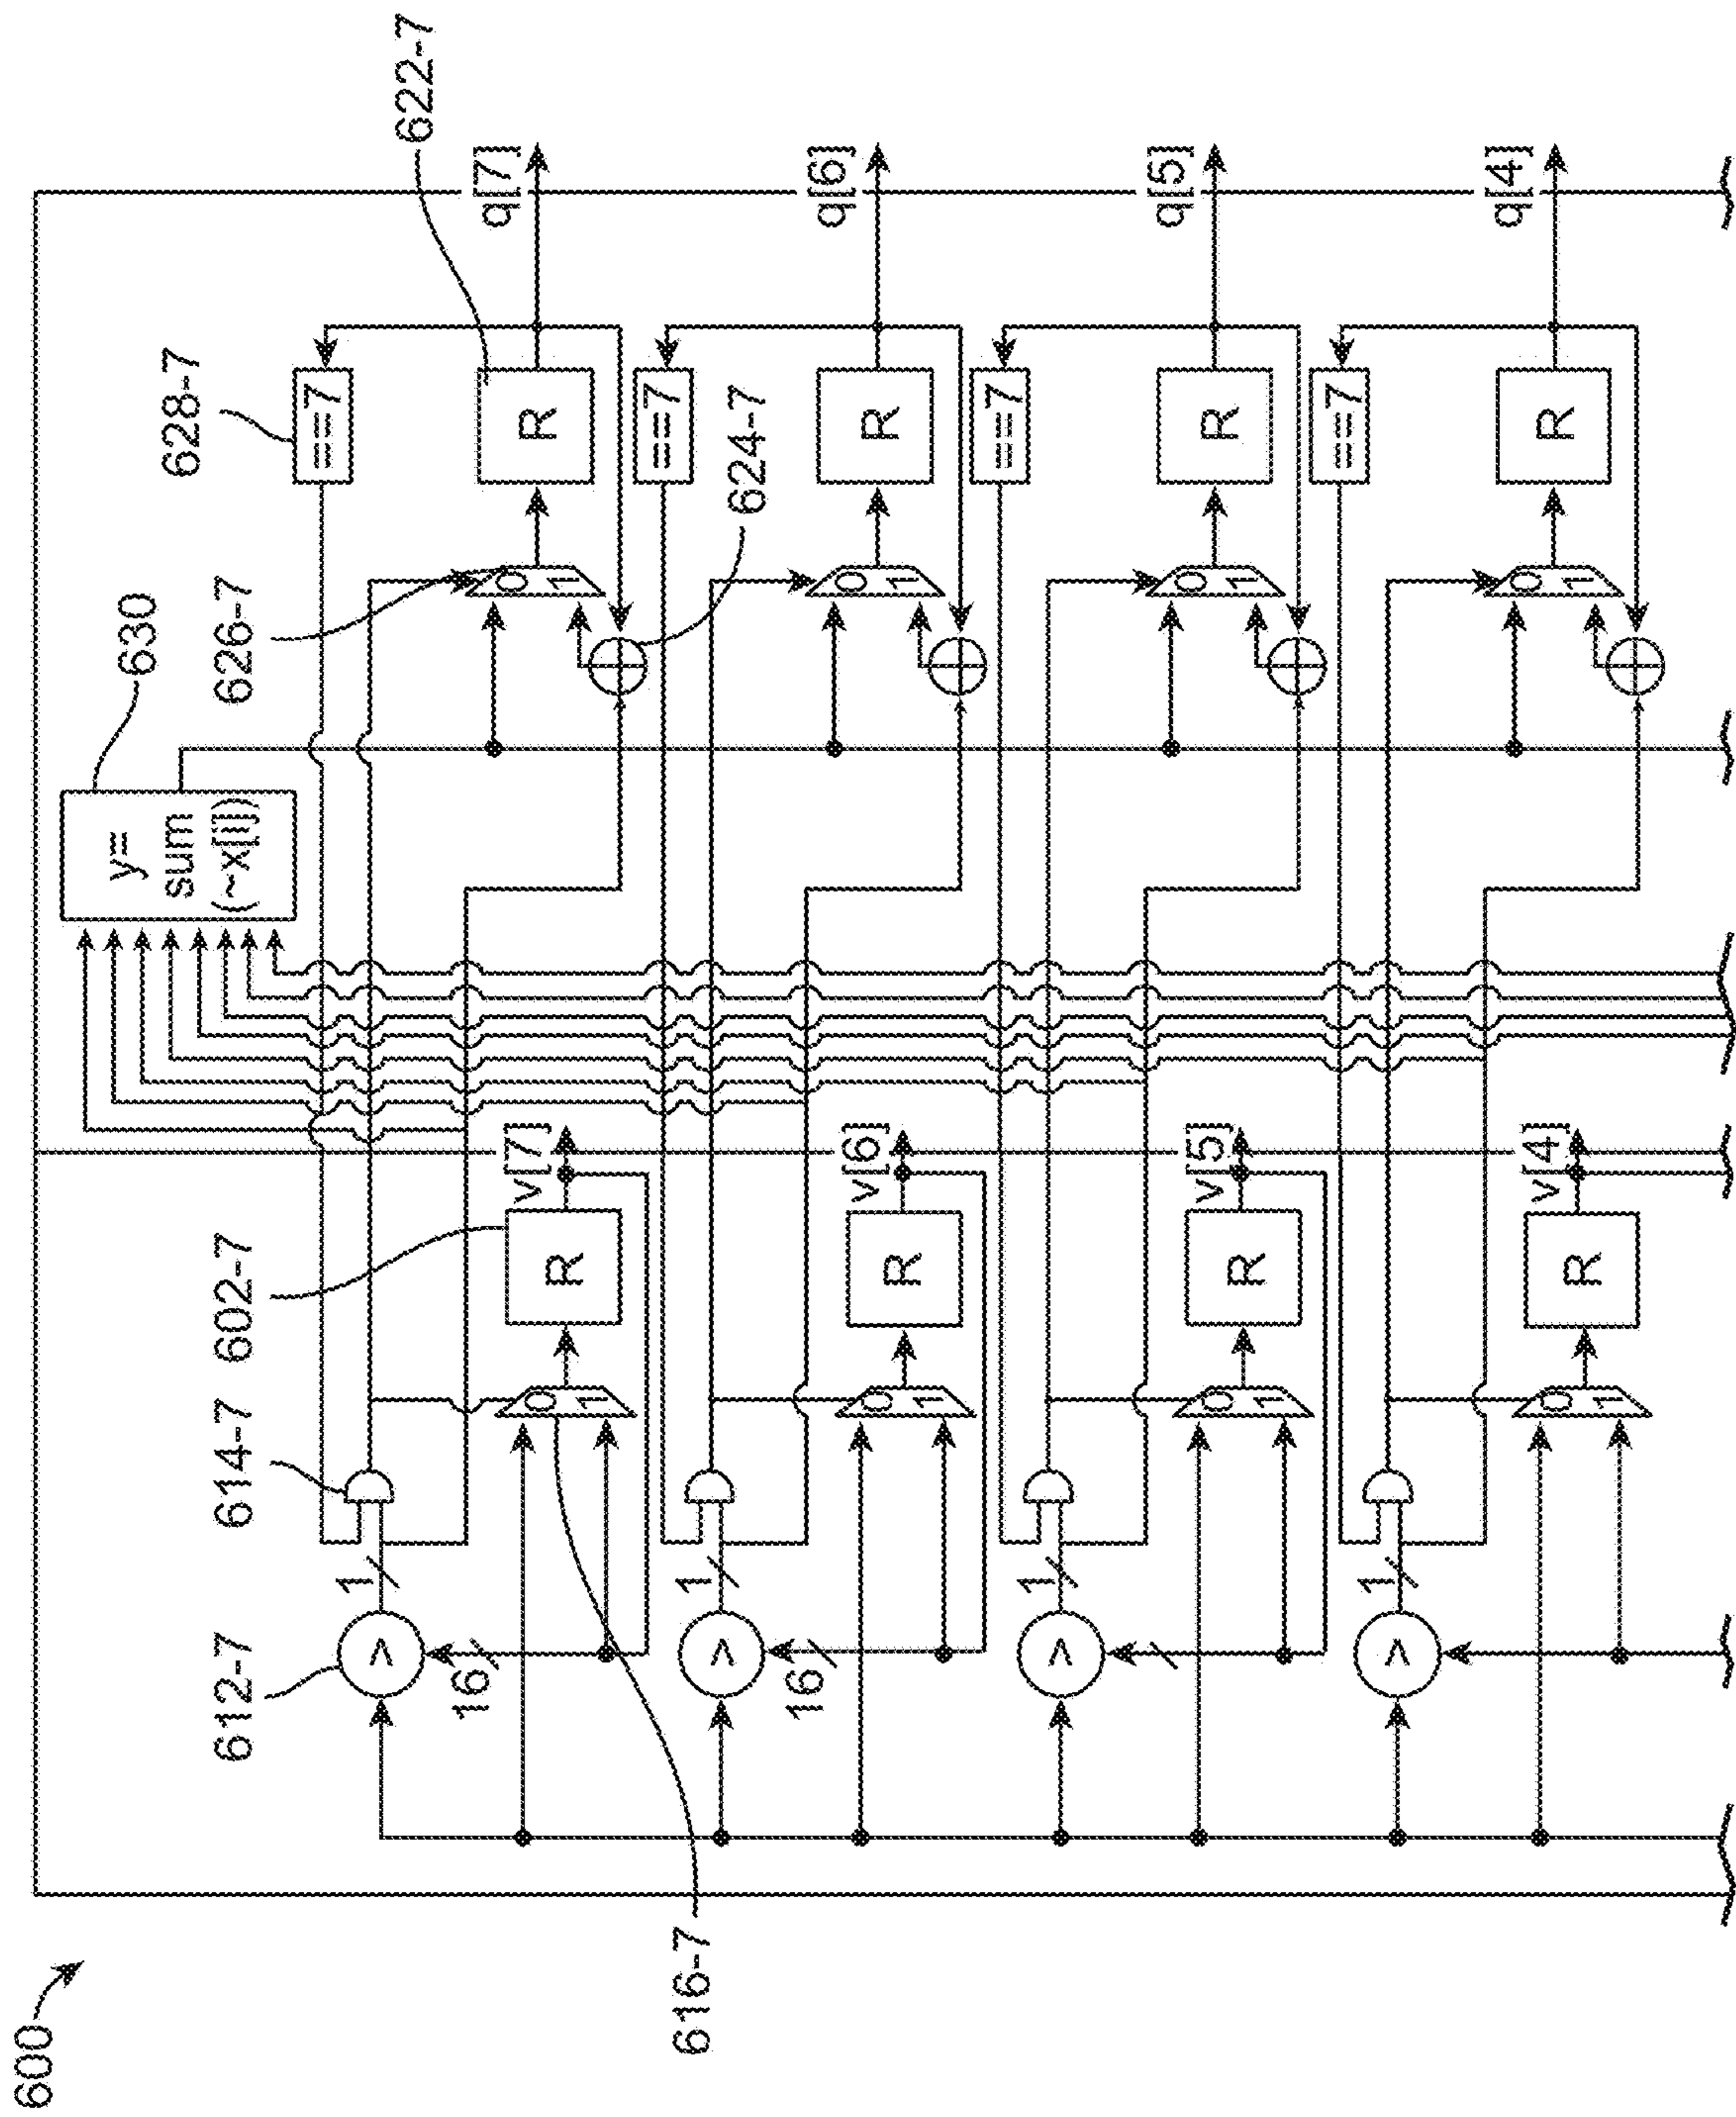 600
612-7
614-7
602-7
630
626-7
628-7
622-7
y=
sum
(~x[i])
>
1
16
0
1
R
v[7]
0
1
==7
R
q[7]
616-7
624-7
>
1
16
0
1
R
v[6]
0
1
==7
R
q[6]
>
1
0
1
R
v[5]
0
1
==7
R
q[5]
>
1
0
1
R
v[4]
0
1
==7
R
q[4]